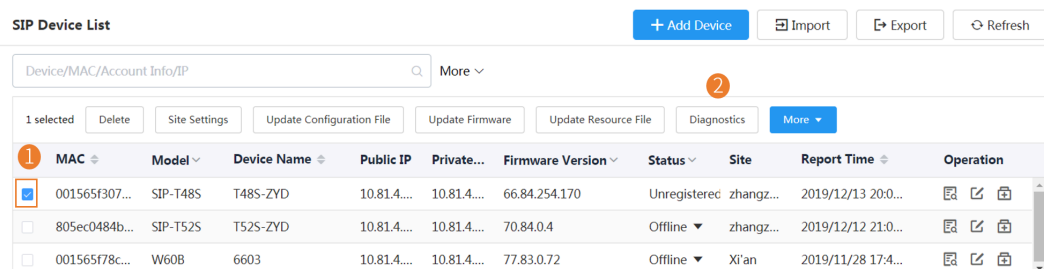 SIP Device List + Add Device Import Export Refresh
Device/MAC/Account Info/IP More
2
1 selected Delete Site Settings Update Configuration File Update Firmware Update Resource File Diagnostics More
1 MAC Model Device Name Public IP Private... Firmware Version Status Site Report Time Operation
001565f307... SIP-T48S T48S-ZYD 10.81.4.... 10.81.4.... 66.84.254.170 Unregistered zhangz... 2019/12/13 20:0...
805ec0484b... SIP-T52S T52S-ZYD 10.81.4.... 10.81.4.... 70.84.0.4 Offline zhangz... 2019/12/12 21:0...
001565f78c... W60B 6603 10.81.4.... 10.81.4.... 77.83.0.72 Offline Xi'an 2019/11/28 17:4...